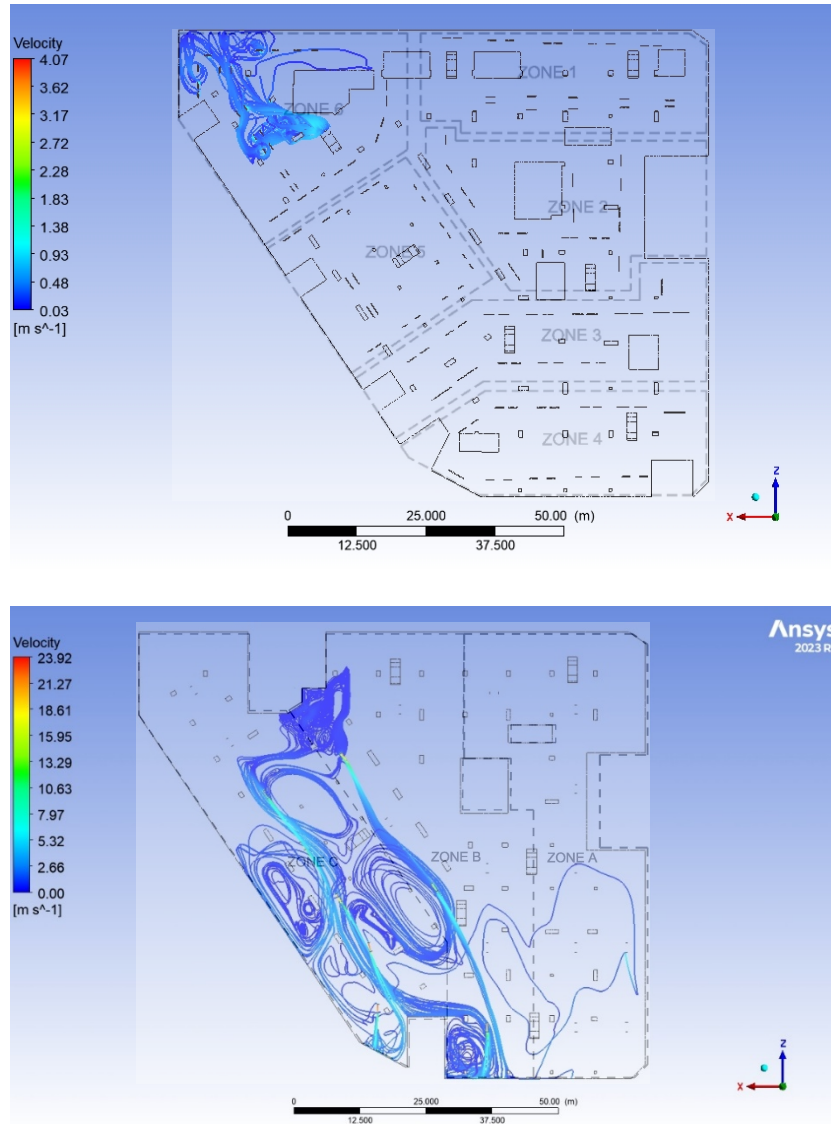 Velocity
4.07
3.62
3.17
2.72
2.28
1.83
1.38
0.93
0.48
0.03
[m s^-1]
ZONE 1
ZONE 6
ZONE 2
ZONE 5
ZONE 3
ZONE 4
0 25.000 50.00 (m)
12.500 37.500
Z
X
Velocity
23.92
21.27
18.61
15.95
13.29
10.63
7.97
5.32
2.66
0.00
[m s^-1]
Ansys
2023 R
ZONE C ZONE B ZONE A
0 25.000 50.00 (m)
12.500 37.500
Z
X